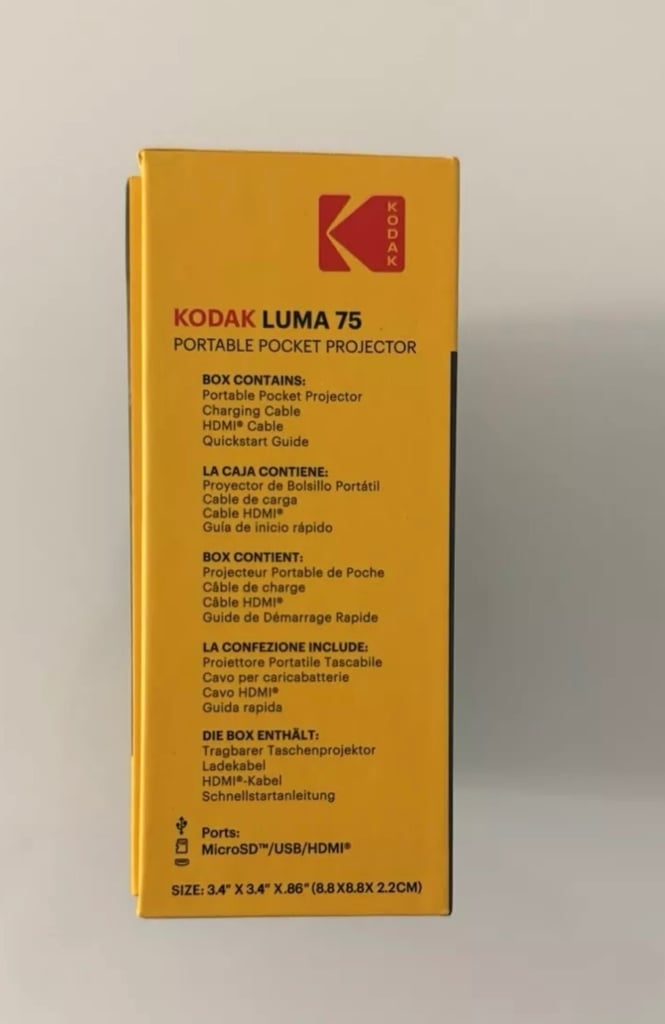 KODAK
KODAK LUMA 75
PORTABLE POCKET PROJECTOR
BOX CONTAINS:
Portable Pocket Projector
Charging Cable
HDMI® Cable
Quickstart Guide
LA CAJA CONTIENE:
Proyector de Bolsillo Portátil
Cable de carga
Cable HDMI®
Guía de inicio rápido
BOX CONTIENT:
Projecteur Portable de Poche
Câble de charge
Câble HDMI®
Guide de Démarrage Rapide
LA CONFEZIONE INCLUDE:
Proiettore Portatile Tascabile
Cavo per caricabatterie
Cavo HDMI®
Guida rapida
DIE BOX ENTHÄLT:
Tragbarer Taschenprojektor
Ladekabel
HDMI®-Kabel
Schnellstartanleitung
Ports:
MicroSD™/USB/HDMI®
SIZE: 3.4" X 3.4" X .86" (8.8 X8.8X 2.2CM)